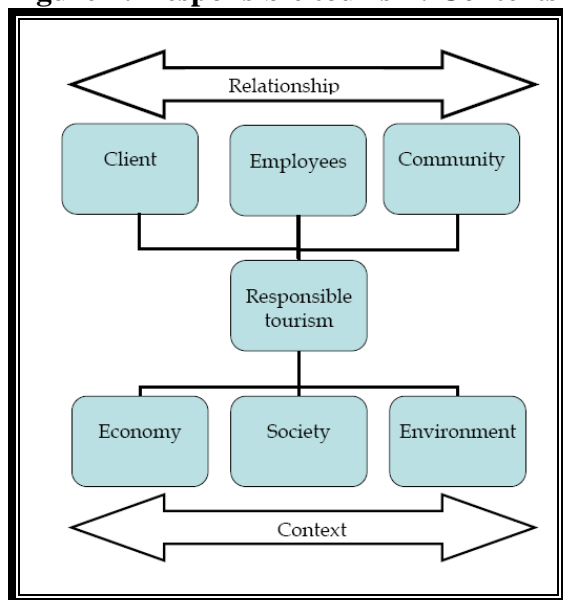 Relationship
Client
Employees
Community
Responsible
tourism
Economy
Society
Environment
Context